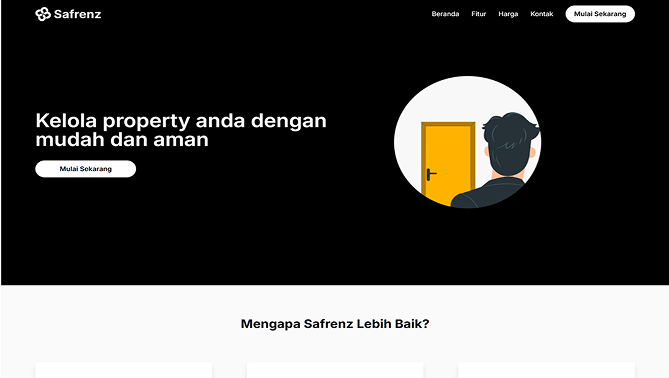 Safrenz
Beranda
Fitur
Harga
Kontak
Mulai Sekarang
Kelola property anda dengan
mudah dan aman
Mulai Sekarang
Mengapa Safrenz Lebih Baik?